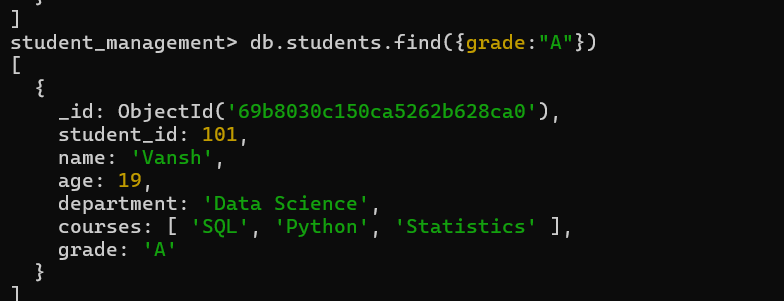 }
]
student_management> db.students.find({grade:"A"})
[
  {
    _id: ObjectId('69b8030c150ca5262b628ca0'),
    student_id: 101,
    name: 'Vansh',
    age: 19,
    department: 'Data Science',
    courses: [ 'SQL', 'Python', 'Statistics' ],
    grade: 'A'
  }
]